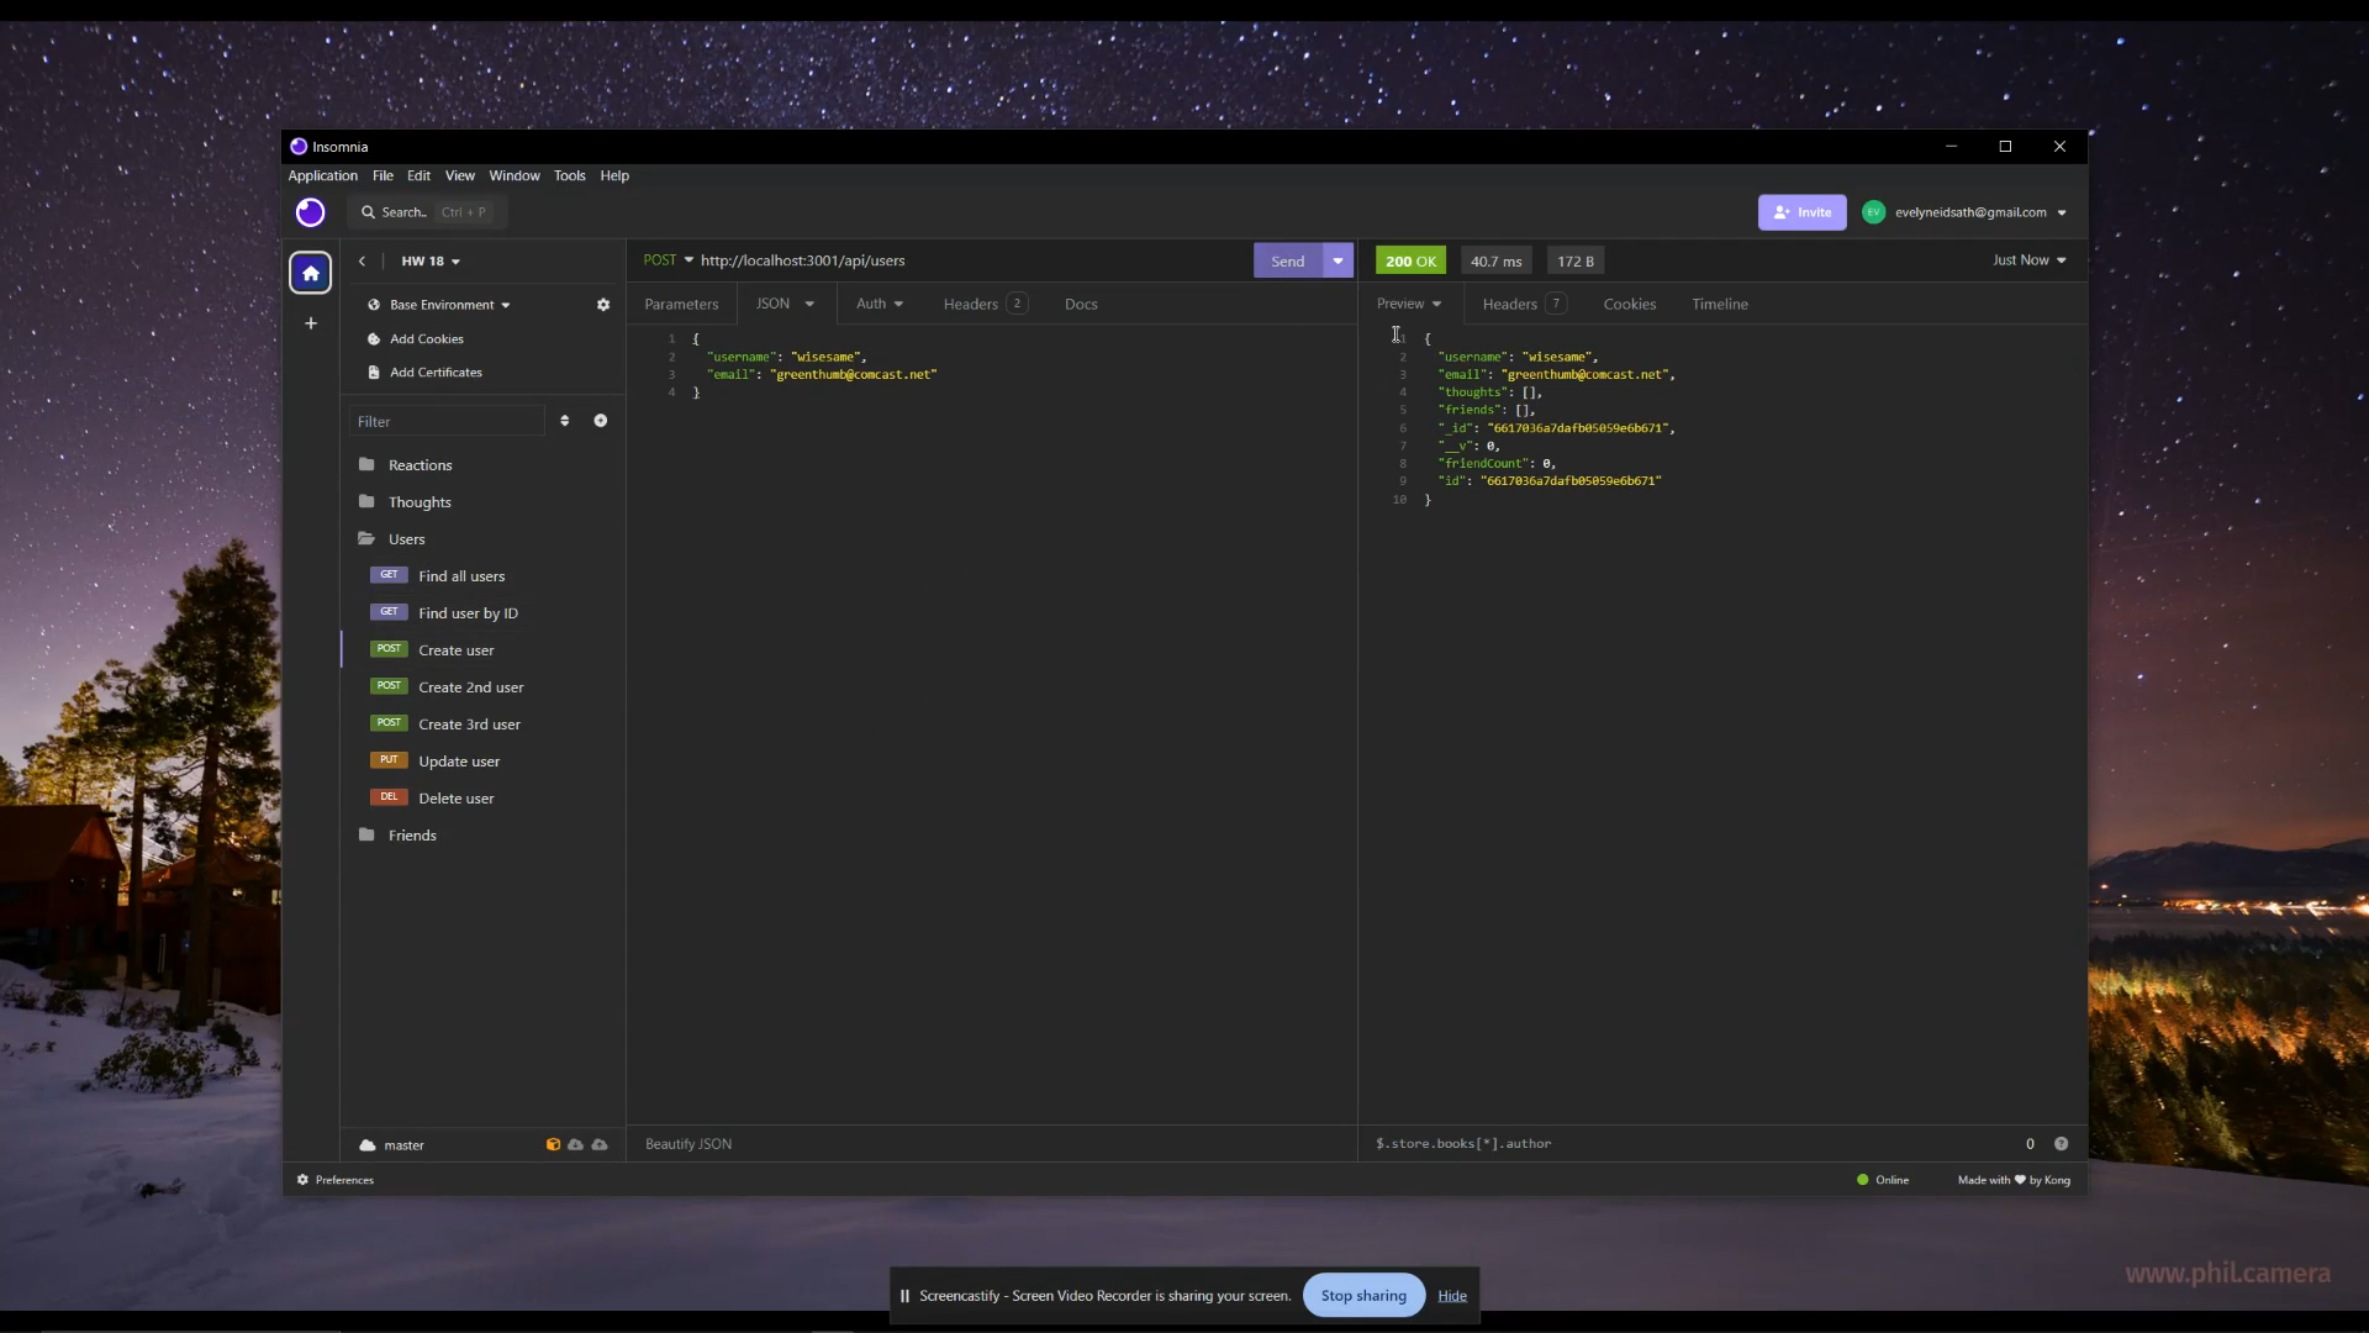 Insomnia
Application File Edit View Window Tools Help
Search.. Ctrl + P
Invite
EV evelyneidsath@gmail.com
HW 18
POST http://localhost:3001/api/users
Send
200 OK 40.7 ms 172 B
Just Now
Base Environment
Add Cookies
Add Certificates
Parameters JSON Auth Headers 2 Docs
Preview Headers 7 Cookies Timeline
1 {
2 "username": "wisesame",
3 "email": "greenthumb@comcast.net"
4 }
1 {
2 "username": "wisesame",
3 "email": "greenthumb@comcast.net",
4 "thoughts": [],
5 "friends": [],
6 "_id": "6617036a7dafb05059e6b671",
7 "__v": 0,
8 "friendCount": 0,
9 "id": "6617036a7dafb05059e6b671"
10 }
Filter
Reactions
Thoughts
Users
GET Find all users
GET Find user by ID
POST Create user
POST Create 2nd user
POST Create 3rd user
PUT Update user
DEL Delete user
Friends
master
Beautify JSON
$.store.books[*].author
0
Preferences
Online
Made with ♥ by Kong
www.phil.camera
Screencastify - Screen Video Recorder is sharing your screen.
Stop sharing
Hide